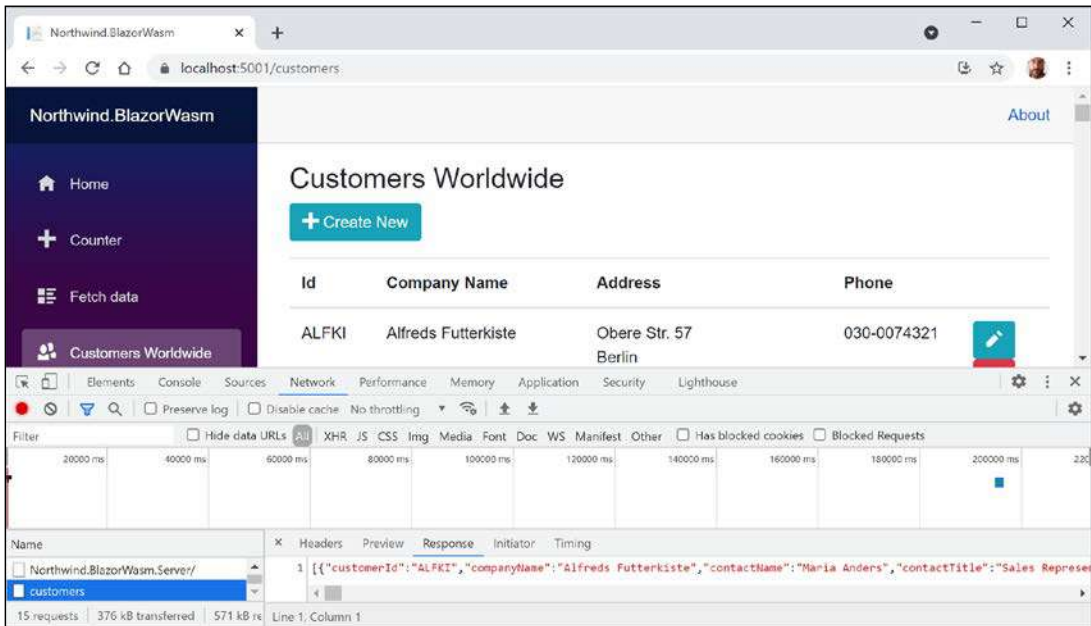 Northwind.BlazorWasm
localhost:5001/customers
Northwind.BlazorWasm
About
Home
Counter
Fetch data
Customers Worldwide
Customers Worldwide
Create New
Id Company Name Address Phone
ALFKI Alfreds Futterkiste Obere Str. 57 030-0074321
Berlin
Elements Console Sources Network Performance Memory Application Security Lighthouse
Preserve log Disable cache No throttling
Filter Hide data URLs All XHR JS CSS Img Media Font Doc WS Manifest Other Has blocked cookies Blocked Requests
20000 ms 40000 ms 60000 ms 80000 ms 100000 ms 120000 ms 140000 ms 160000 ms 180000 ms 200000 ms 220
Name Headers Preview Response Initiator Timing
Northwind.BlazorWasm.Server/ 1 [{"customerId":"ALFKI","companyName":"Alfreds Futterkiste","contactName":"Maria Anders","contactTitle":"Sales Represe
customers
15 requests 376 kB transferred 571 kB re Line 1, Column 1